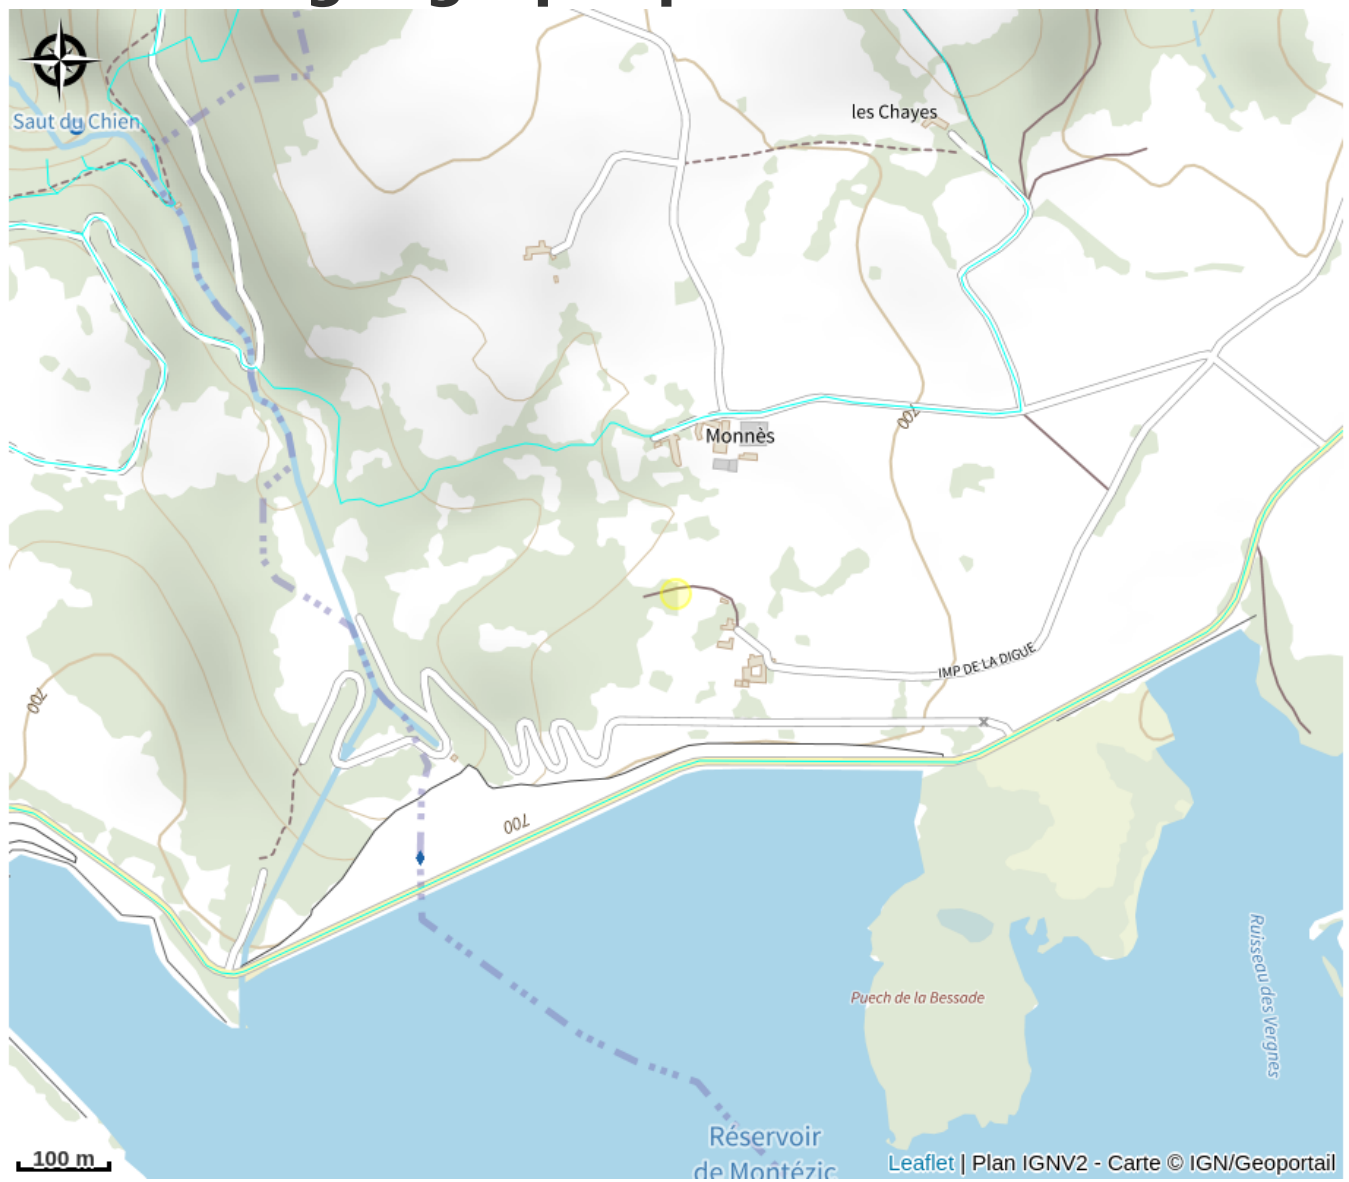 les Chayes
Saut du Chien
700
Monnès
IMP DE LA DIGUE
700
700
Puech de la Bessade
Ruisseau des Vergnes
Réservoir
de Montézic
100 m
Leaflet | Plan IGNV2 - Carte © IGN/Geoportail